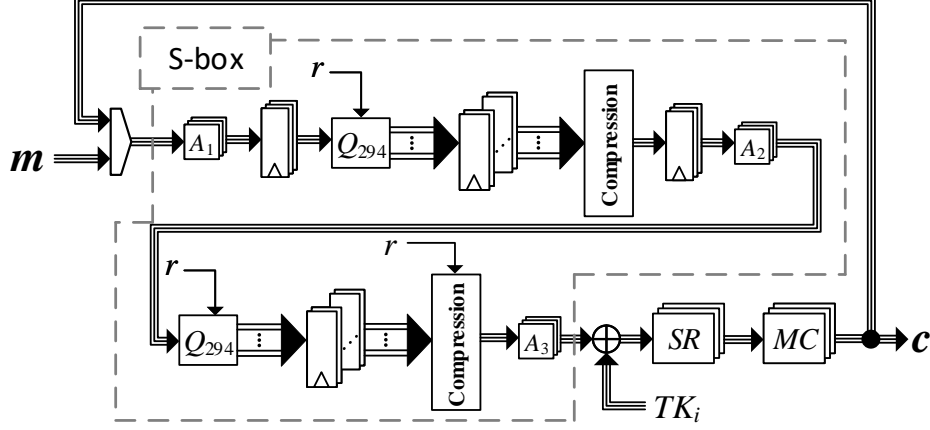 S-box
r
m
A₁
Q₂₉₄
⋮
⋮
Compression
A₂
r
r
Q₂₉₄
⋮
⋮
Compression
A₃
SR
MC
c
TKᵢ